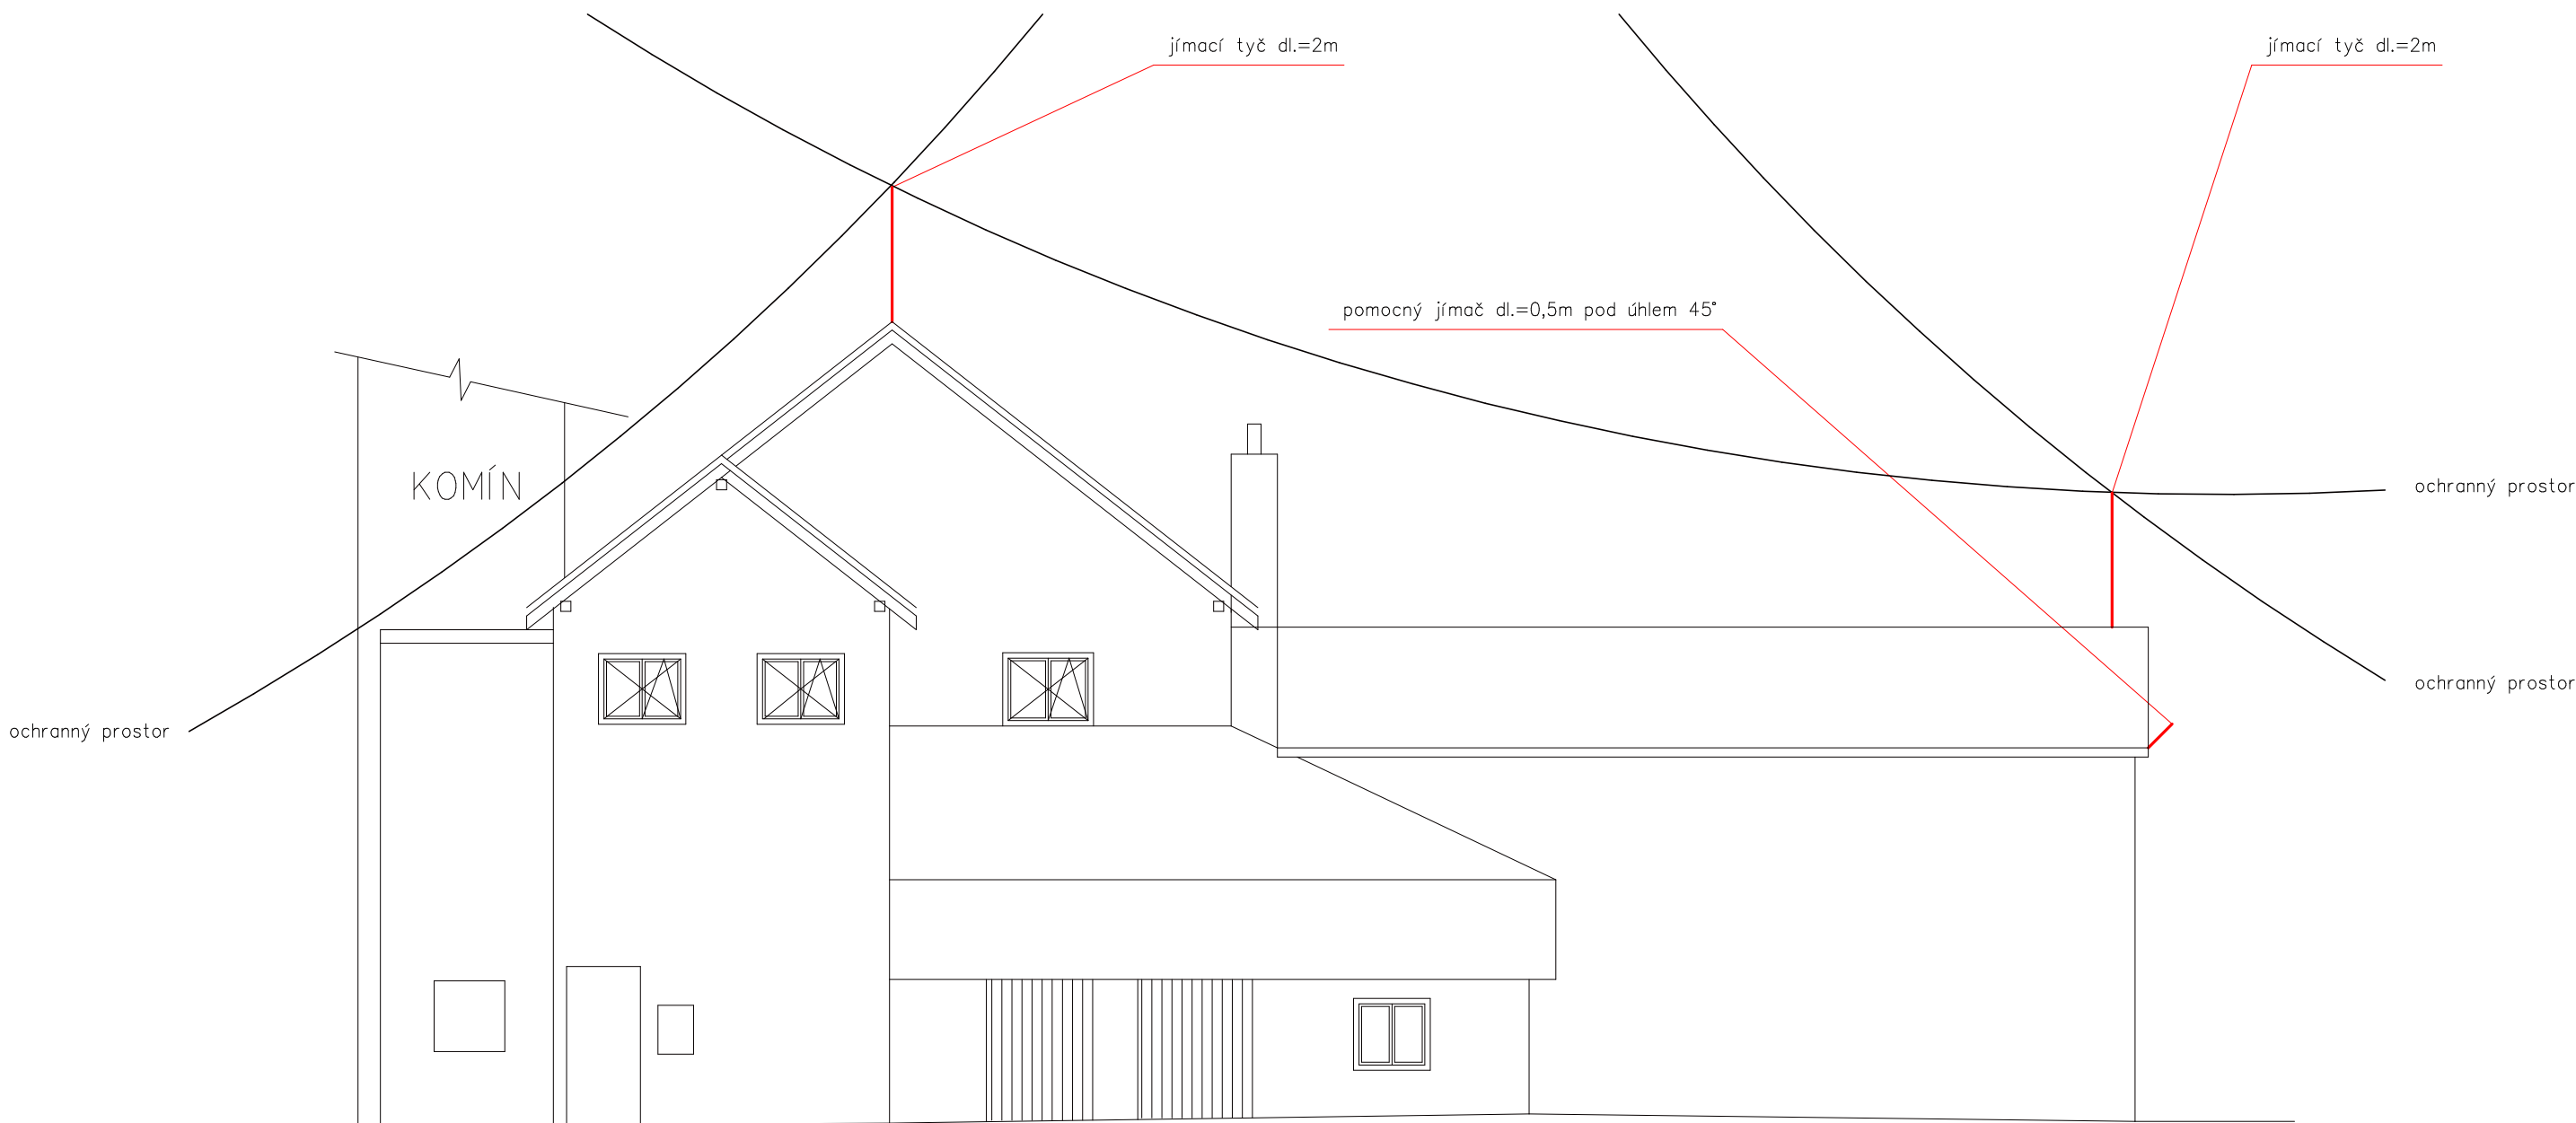 jímací tyč dl.=2m
jímací tyč dl.=2m
pomocný jímač dl.=0,5m pod úhlem 45°
KOMÍN
ochranný prostor
ochranný prostor
ochranný prostor